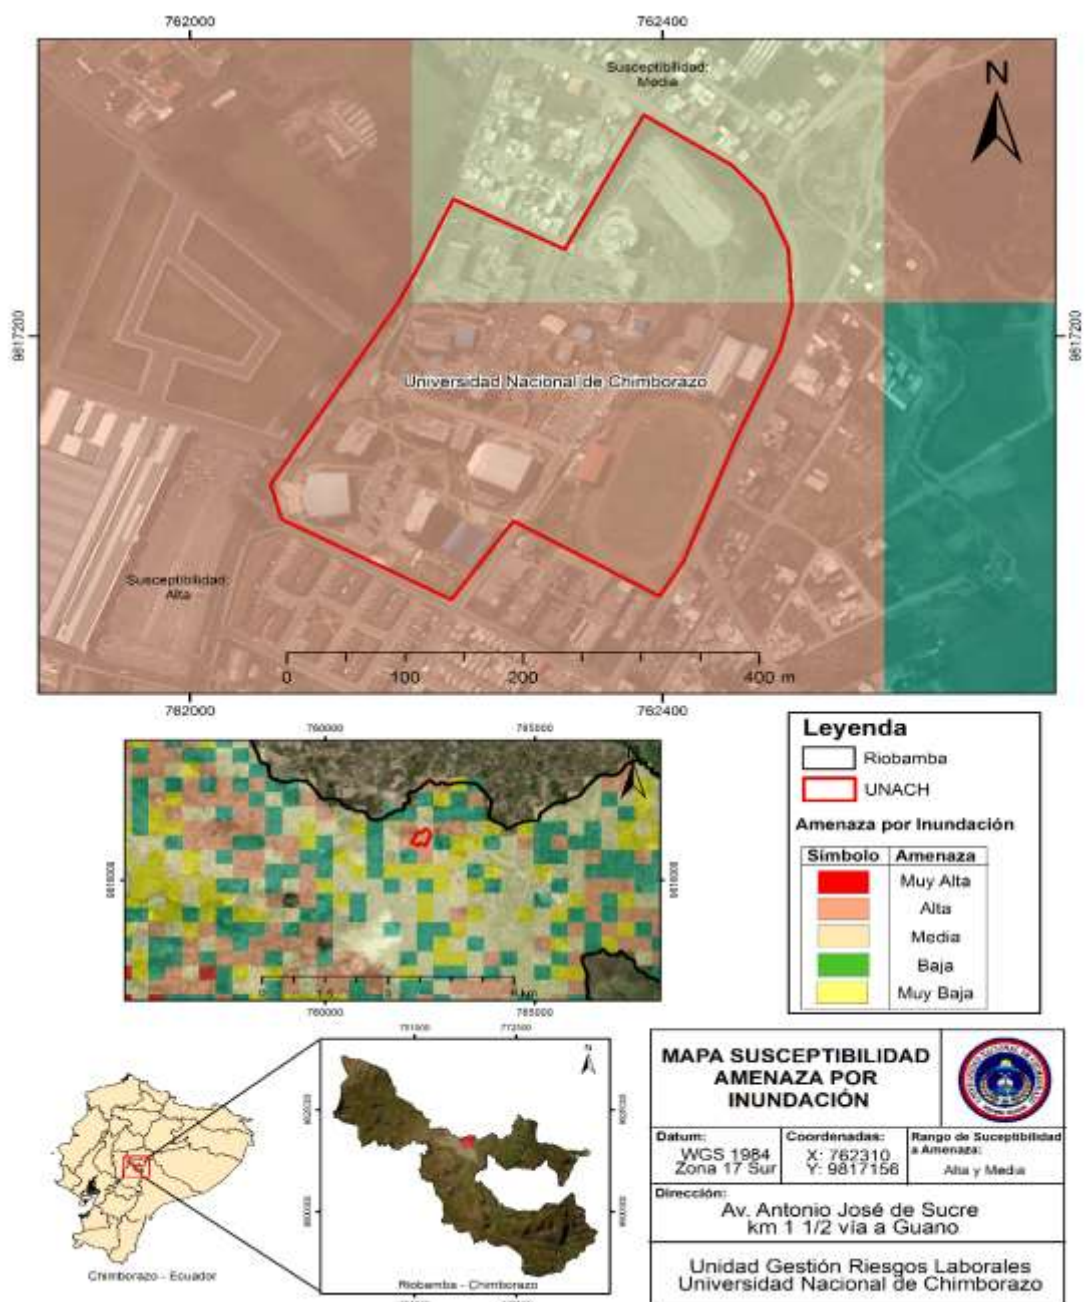 762000
762400
Susceptibilidad:
Media
N
9817200
9817200
Universidad Nacional de Chimborazo
Susceptibilidad:
Alta
0
100
200
400 m
762000
762400
760000
765000
760000
765000
Leyenda
Riobamba
UNACH
Amenaza por Inundación
Símbolo
Amenaza
Muy Alta
Alta
Media
Baja
Muy Baja
N
Chimborazo - Ecuador
Riobamba - Chimborazo
MAPA SUSCEPTIBILIDAD
AMENAZA POR
INUNDACIÓN
Datum:
WGS 1984
Zona 17 Sur
Coordenadas:
X: 762310
Y: 9817156
Rango de Suceptibilidad
a Amenaza:
Alta y Media
Dirección:
Av. Antonio José de Sucre
km 1 1/2 vía a Guano
Unidad Gestión Riesgos Laborales
Universidad Nacional de Chimborazo